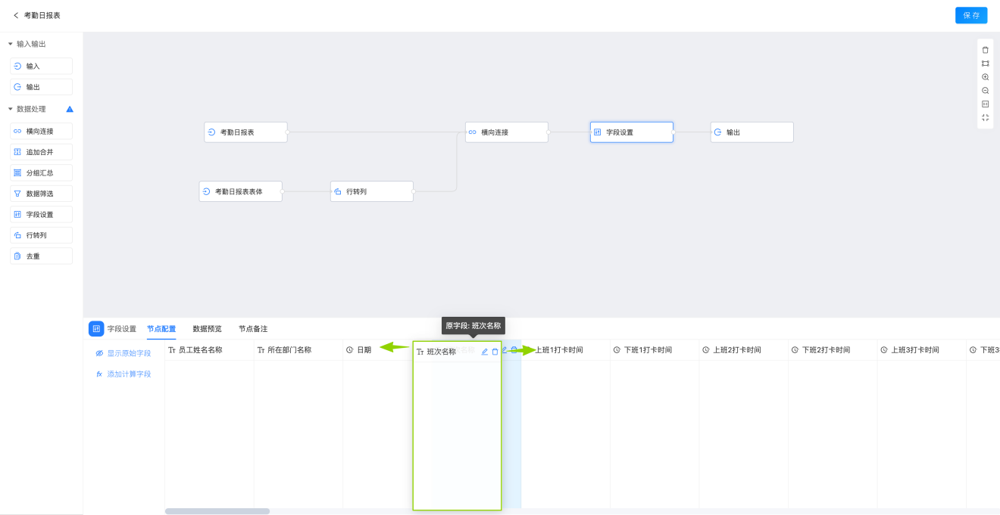 考勤日报表
保存
输入输出
输入
输出
数据处理
横向连接
追加合并
分组汇总
数据筛选
字段设置
行转列
去重
考勤日报表
横向连接
字段设置
输出
考勤日报表表体
行转列
字段设置
节点配置
数据预览
节点备注
原字段: 班次名称
显示原始字段
fx 添加计算字段
员工姓名名称
所在部门名称
日期
班次名称
上班1打卡时间
下班1打卡时间
上班2打卡时间
下班2打卡时间
上班3打卡时间
下班3